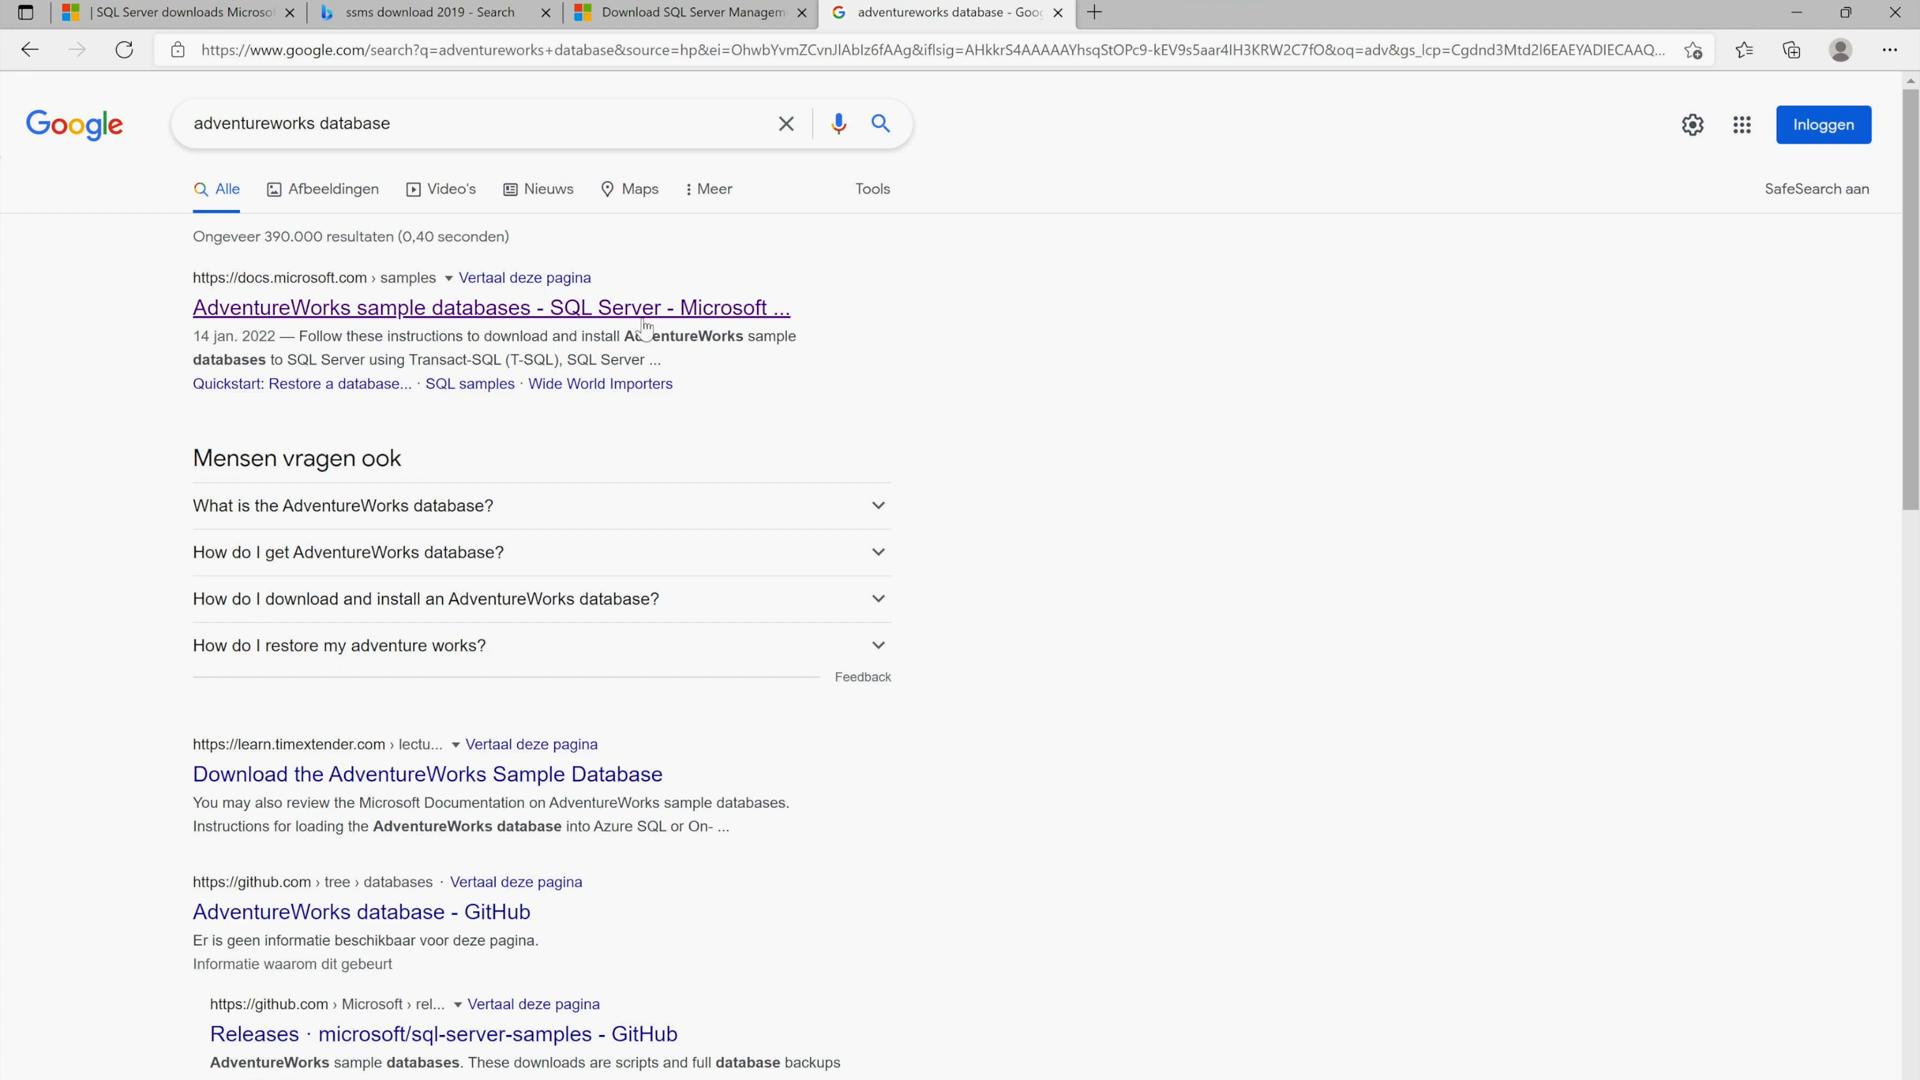 SQL Server downloads Microso
ssms download 2019 - Search
Download SQL Server Managem
adventureworks database - Goo
https://www.google.com/search?q=adventureworks+database&source=hp&ei=OhwbYvmZCvnJlAblz6fAAg&iflsig=AHkkrS4AAAAAYhsqStOPc9-kEV9s5aar4IH3KRW2C7fO&oq=adv&gs_lcp=Cgdnd3Mtd2l6EAEYADIECAAQ...
Google
adventureworks database
Inloggen
Alle
Afbeeldingen
Video's
Nieuws
Maps
Meer
Tools
SafeSearch aan
Ongeveer 390.000 resultaten (0,40 seconden)
https://docs.microsoft.com › samples Vertaal deze pagina
AdventureWorks sample databases - SQL Server - Microsoft ...
14 jan. 2022 — Follow these instructions to download and install AdventureWorks sample
databases to SQL Server using Transact-SQL (T-SQL), SQL Server ...
Quickstart: Restore a database... · SQL samples · Wide World Importers
Mensen vragen ook
What is the AdventureWorks database?
How do I get AdventureWorks database?
How do I download and install an AdventureWorks database?
How do I restore my adventure works?
Feedback
https://learn.timextender.com › lectu... Vertaal deze pagina
Download the AdventureWorks Sample Database
You may also review the Microsoft Documentation on AdventureWorks sample databases.
Instructions for loading the AdventureWorks database into Azure SQL or On- ...
https://github.com › tree › databases · Vertaal deze pagina
AdventureWorks database - GitHub
Er is geen informatie beschikbaar voor deze pagina.
Informatie waarom dit gebeurt
https://github.com › Microsoft › rel... Vertaal deze pagina
Releases · microsoft/sql-server-samples - GitHub
AdventureWorks sample databases. These downloads are scripts and full database backups